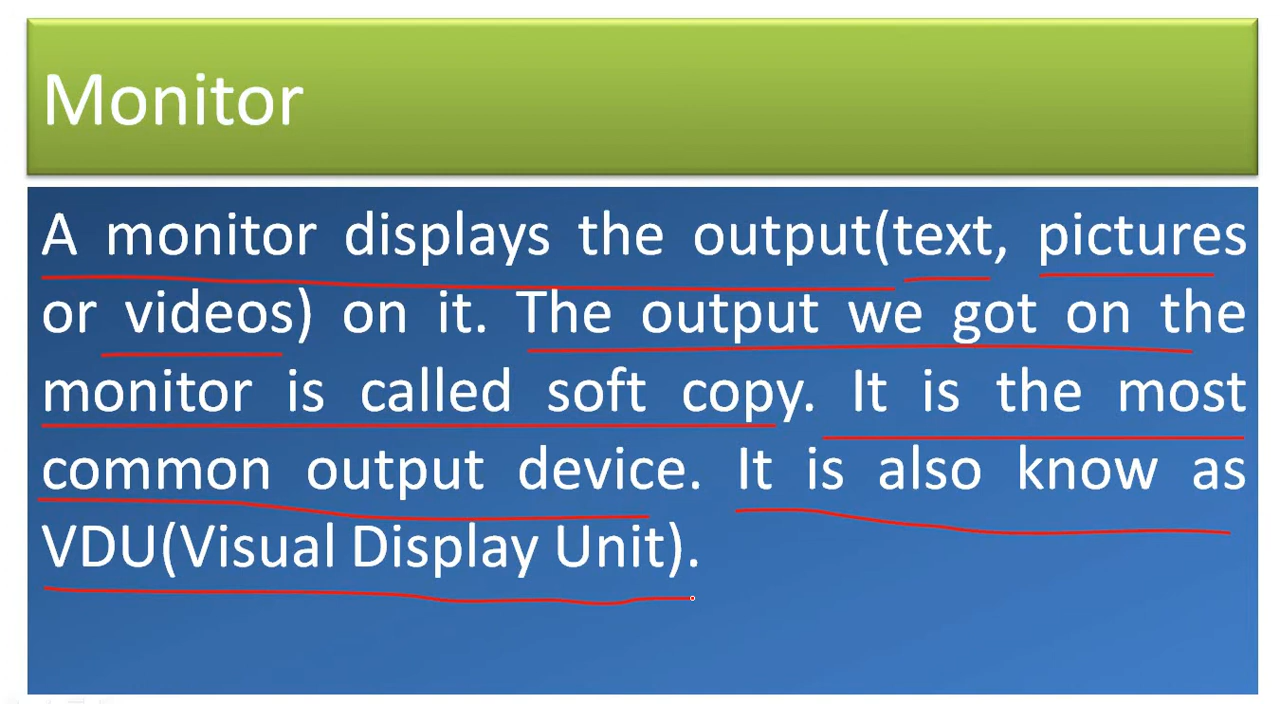 Monitor
A monitor displays the output(text, pictures
or videos) on it. The output we got on the
monitor is called soft copy. It is the most
common output device. It is also know as
VDU(Visual Display Unit).